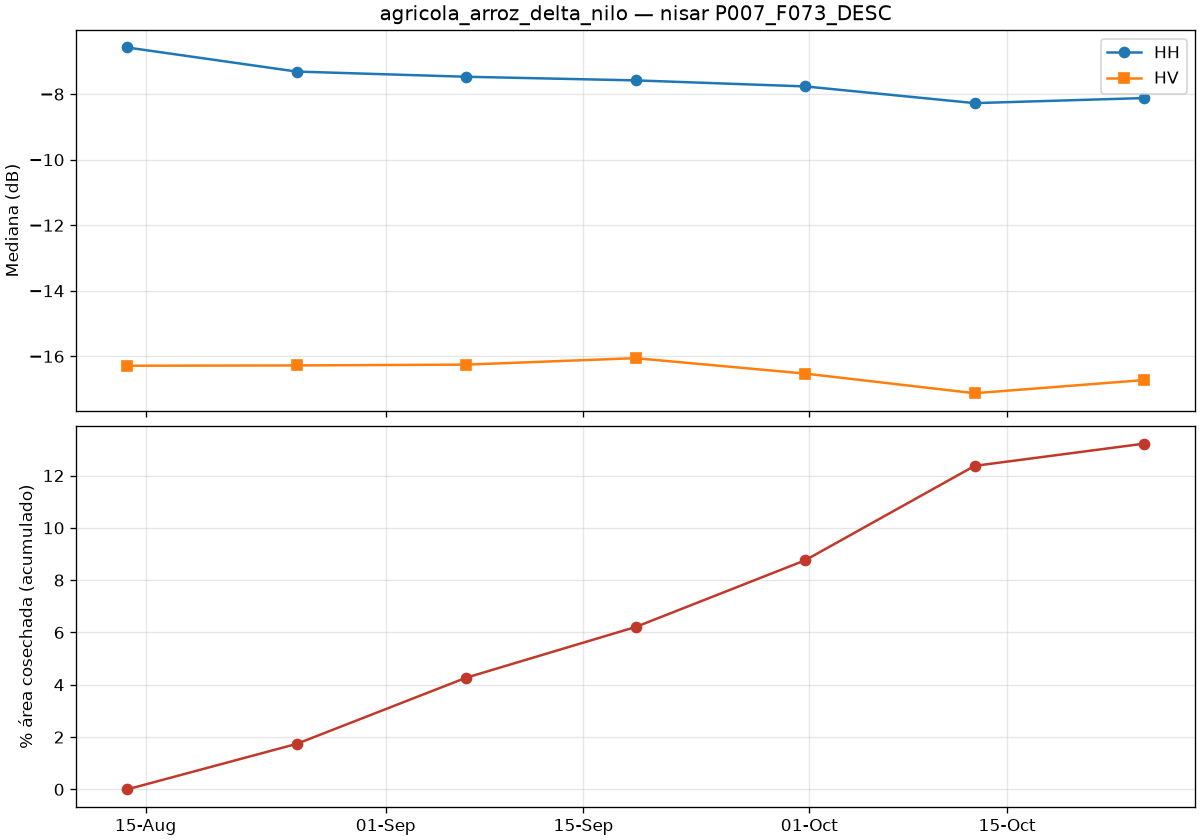 agricola_arroz_delta_nilo — nisar P007_F073_DESC
HH
HV
Mediana (dB)
−8
−10
−12
−14
−16
% área cosechada (acumulado)
12
10
8
6
4
2
0
15-Aug
01-Sep
15-Sep
01-Oct
15-Oct